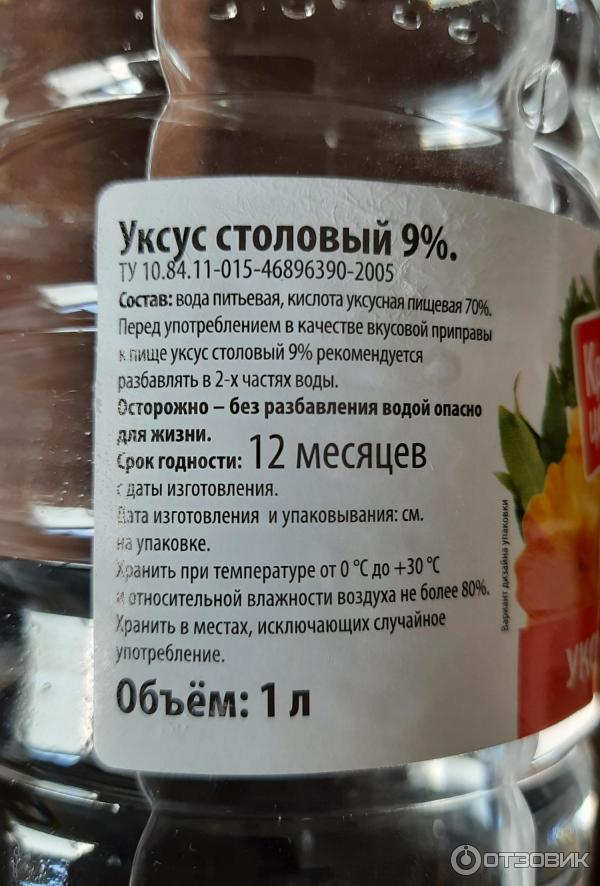 Уксус столовый 9%.
ТУ 10.84.11-015-46896390-2005
Состав: вода питьевая, кислота уксусная пищевая 70%.
Перед употреблением в качестве вкусовой приправы
к пище уксус столовый 9% рекомендуется
разбавлять в 2-х частях воды.
Осторожно – без разбавления водой опасно
для жизни.
Срок годности: 12 месяцев
с даты изготовления.
Дата изготовления и упаковывания: см.
на упаковке.
Хранить при температуре от 0 °С до +30 °С
и относительной влажности воздуха не более 80%.
Хранить в местах, исключающих случайное
употребление.
Объём: 1 л
Вариант дизайна упаковки
ОТЗОВИК